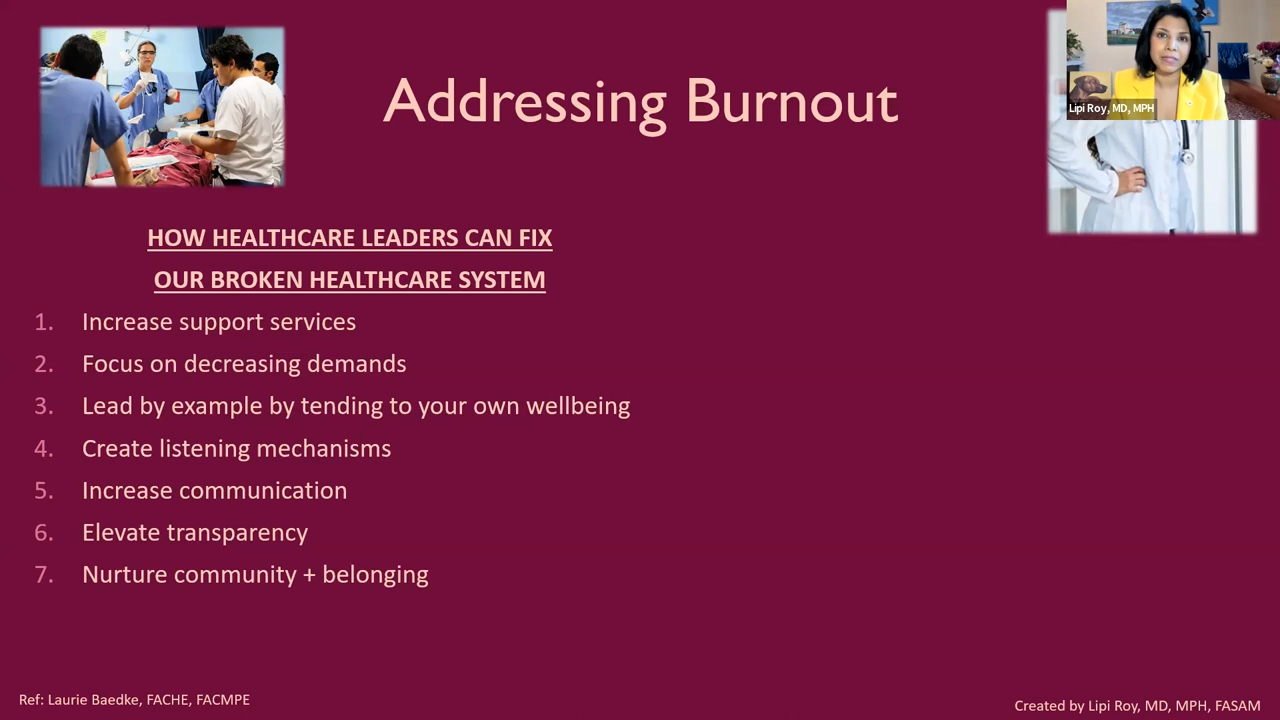 Addressing Burnout
Lipi Roy, MD, MPH
HOW HEALTHCARE LEADERS CAN FIX
OUR BROKEN HEALTHCARE SYSTEM
1. Increase support services
2. Focus on decreasing demands
3. Lead by example by tending to your own wellbeing
4. Create listening mechanisms
5. Increase communication
6. Elevate transparency
7. Nurture community + belonging
Ref: Laurie Baedke, FACHE, FACMPE
Created by Lipi Roy, MD, MPH, FASAM